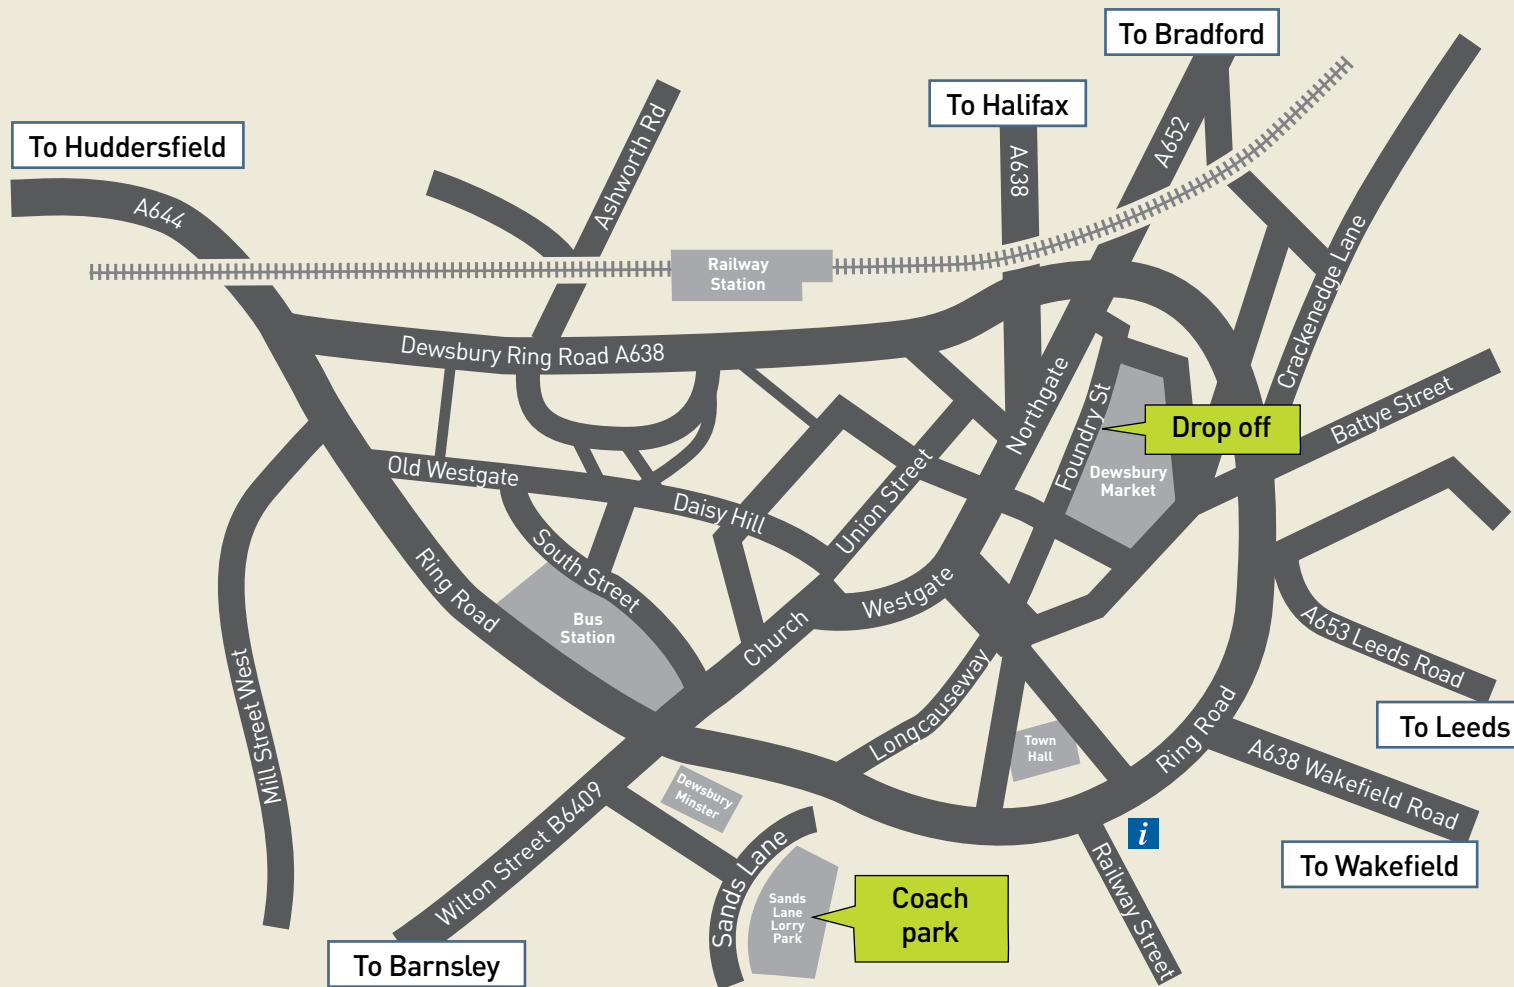 To Bradford
To Halifax
To Huddersfield
A652
A638
Ashworth Rd
A644
Railway
Station
Crackenedge Lane
Dewsbury Ring Road A638
Northgate
Foundry St
Drop off
Battye Street
Old Westgate
Dewsbury
Market
Daisy Hill
Union Street
South Street
Ring Road
Westgate
Bus
Station
Church
A653 Leeds Road
Mill Street West
Longcauseway
To Leeds
Town
Hall
Ring Road
A638 Wakefield Road
Dewsbury
Minster
Wilton Street B6409
i
To Wakefield
Sands Lane
Sands
Lane
Lorry
Park
Coach
park
Railway Street
To Barnsley